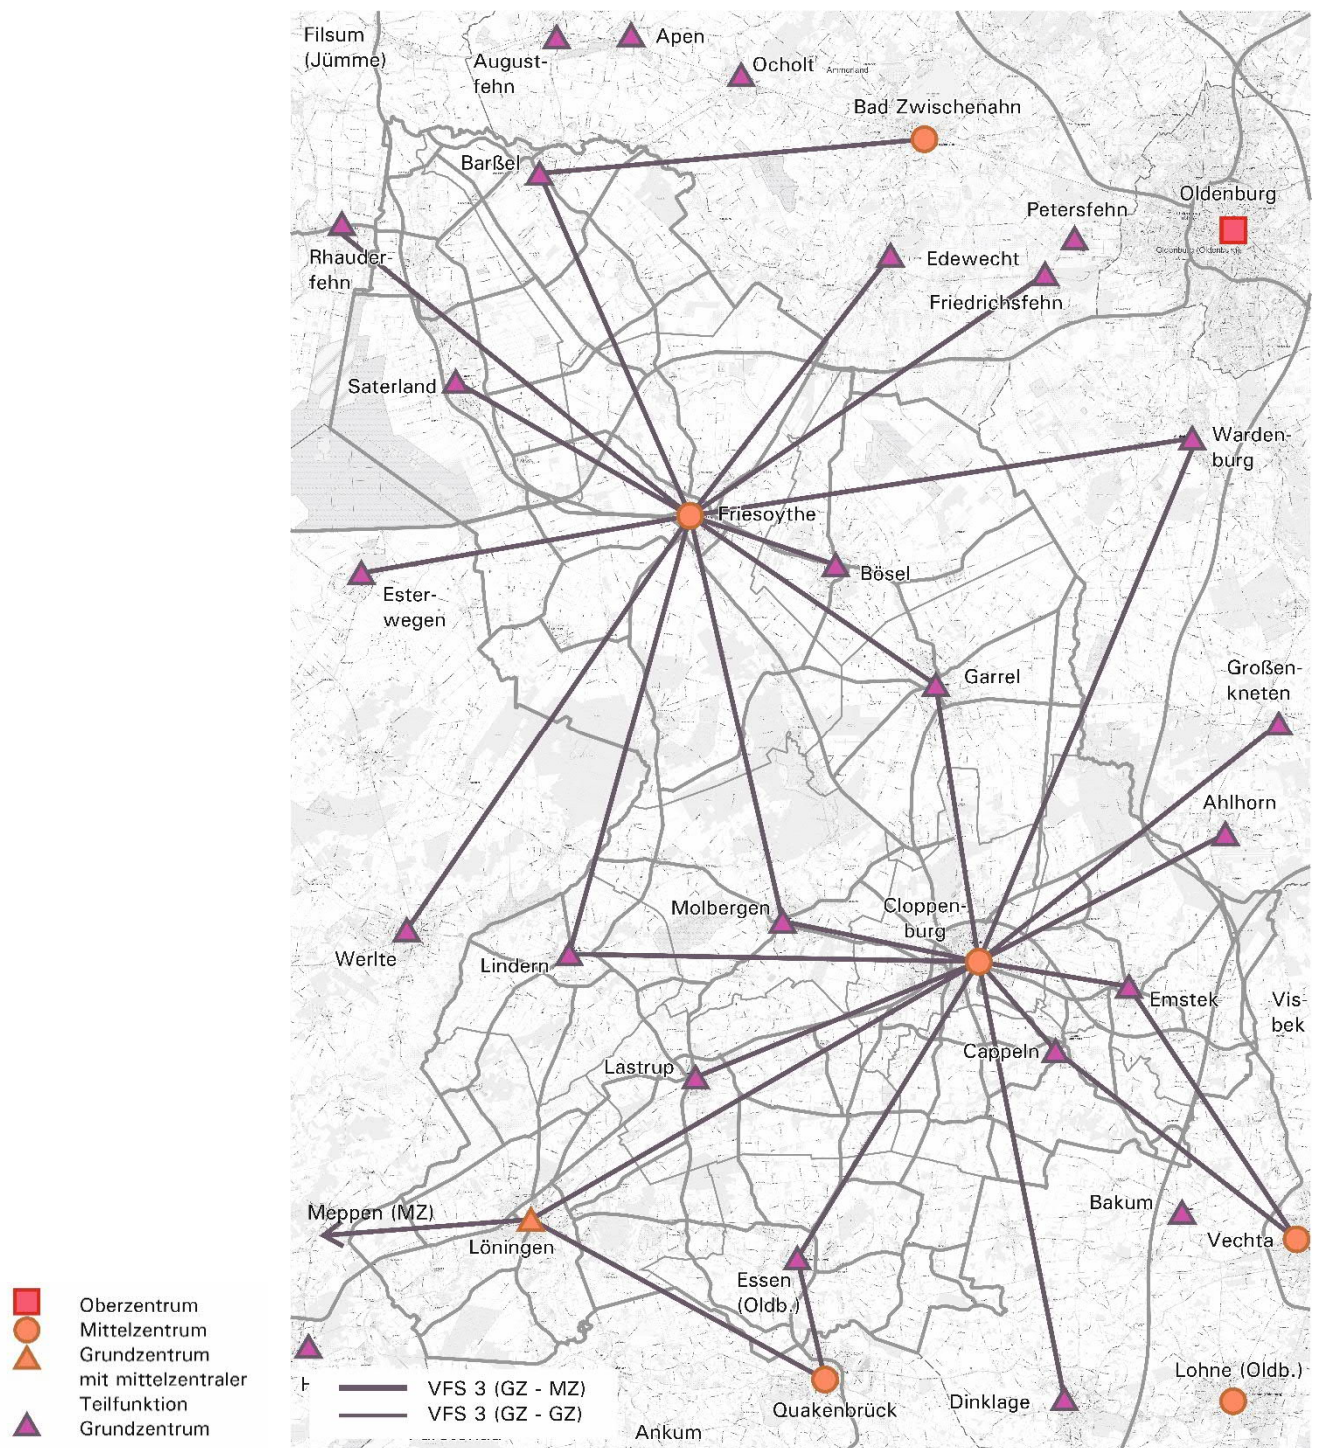 Filsum
(Jümme)
August-
fehn
Apen
Ocholt
Ammerland
Bad Zwischenahn
Barßel
Oldenburg
Petersfehn
Rhauder-
fehn
Edewecht
Oldenburg (Oldenburg)
Friedrichsfehn
Saterland
Warden-
burg
Friesoythe
Bösel
Ester-
wegen
Garrel
Großen-
kneten
Ahlhorn
Molbergen
Cloppen-
burg
Werlte
Lindern
Emstek
Vis-
bek
Cappeln
Lastrup
Meppen (MZ)
Löningen
Bakum
Vechta
Essen
(Oldb.)
Lohne (Oldb.)
Quakenbrück
Dinklage
Ankum
Oberzentrum
Mittelzentrum
Grundzentrum
mit mittelzentraler
Teilfunktion
Grundzentrum
VFS 3 (GZ - MZ)
VFS 3 (GZ - GZ)